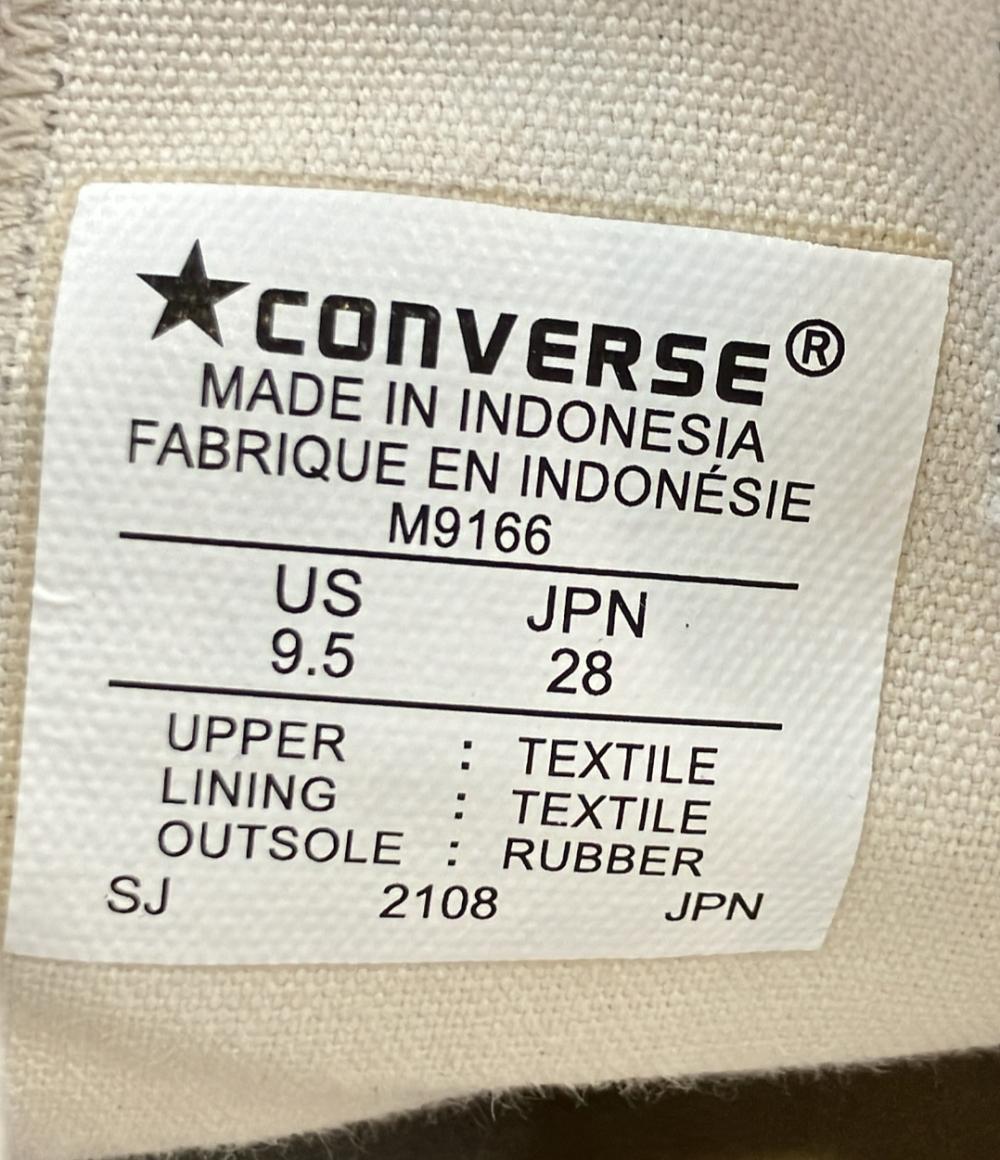 ★CONVERSE®
MADE IN INDONESIA
FABRIQUE EN INDONÉSIE
M9166
US JPN
9.5 28
UPPER : TEXTILE
LINING : TEXTILE
OUTSOLE : RUBBER
SJ 2108 JPN